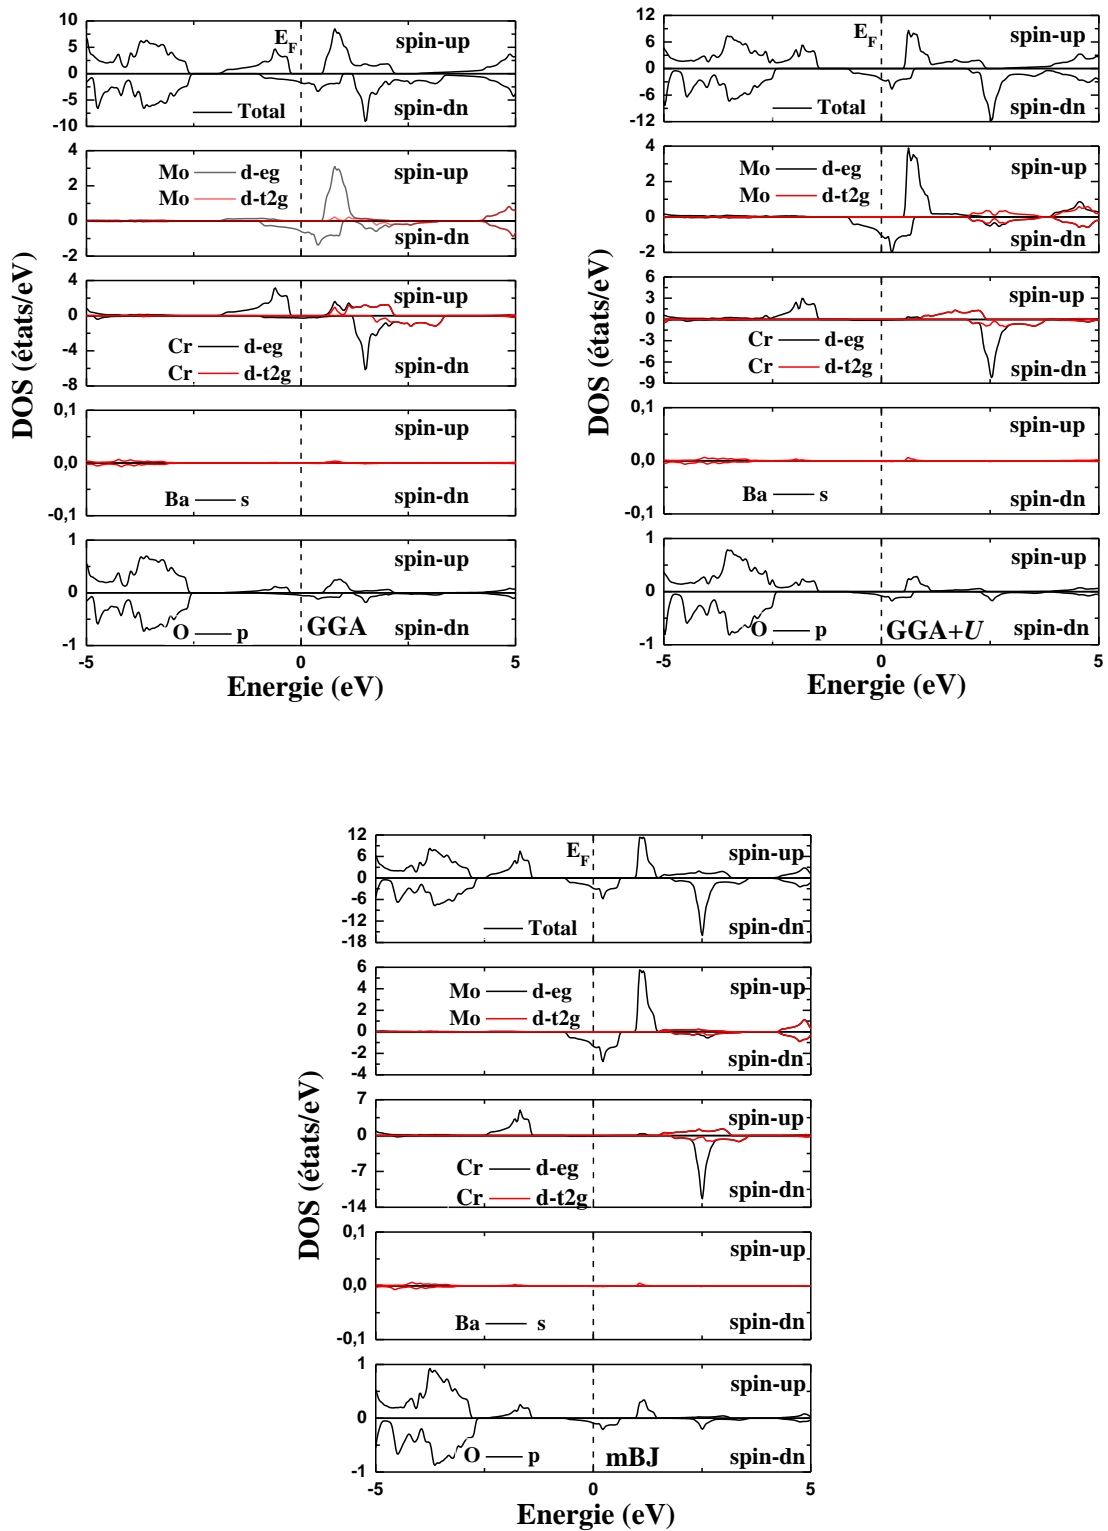 10
5
0
-5
-10
E_F
spin-up
Total
spin-dn
4
2
0
-2
Mo d-eg
Mo d-t2g
spin-up
spin-dn
4
0
-4
-8
spin-up
Cr d-eg
Cr d-t2g
spin-dn
0,1
0,0
-0,1
spin-up
Ba s
spin-dn
1
0
-1
spin-up
O p
GGA
spin-dn
-5 0 5
Energie (eV)
DOS (états/eV)
12
6
0
-6
-12
E_F
spin-up
Total
spin-dn
4
2
0
-2
Mo d-eg
Mo d-t2g
spin-up
spin-dn
6
3
0
-3
-6
-9
spin-up
Cr d-eg
Cr d-t2g
spin-dn
0,1
0,0
-0,1
spin-up
Ba s
spin-dn
1
0
-1
spin-up
O p
GGA+U
spin-dn
-5 0 5
Energie (eV)
DOS (états/eV)
12
6
0
-6
-12
-18
E_F
spin-up
Total
spin-dn
6
4
2
0
-2
-4
Mo d-eg
Mo d-t2g
spin-up
spin-dn
7
0
-7
-14
spin-up
Cr d-eg
Cr d-t2g
spin-dn
0,1
0,0
-0,1
spin-up
Ba s
spin-dn
1
0
-1
spin-up
O p
mBJ
spin-dn
-5 0 5
Energie (eV)
DOS (états/eV)